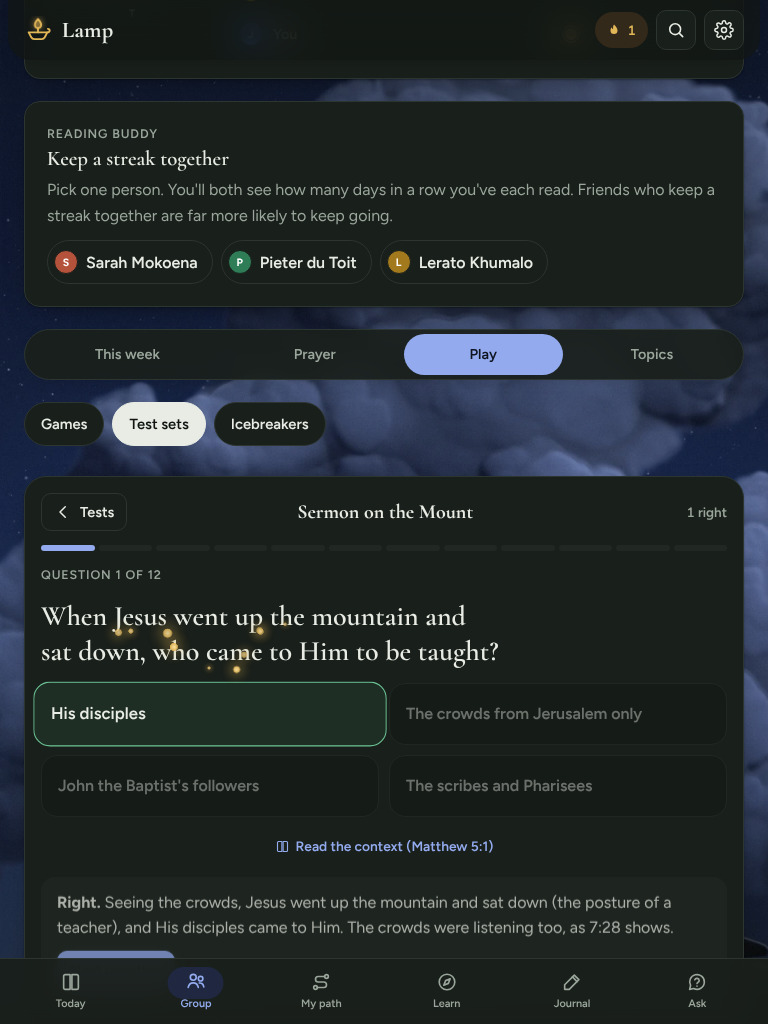 Lamp
1
READING BUDDY
Keep a streak together
Pick one person. You'll both see how many days in a row you've each read. Friends who keep a
streak together are far more likely to keep going.
S Sarah Mokoena
P Pieter du Toit
L Lerato Khumalo
This week
Prayer
Play
Topics
Games
Test sets
Icebreakers
Tests
Sermon on the Mount
1 right
QUESTION 1 OF 12
When Jesus went up the mountain and
sat down, who came to Him to be taught?
His disciples
The crowds from Jerusalem only
John the Baptist's followers
The scribes and Pharisees
Read the context (Matthew 5:1)
Right. Seeing the crowds, Jesus went up the mountain and sat down (the posture of a
teacher), and His disciples came to Him. The crowds were listening too, as 7:28 shows.
Today
Group
My path
Learn
Journal
Ask